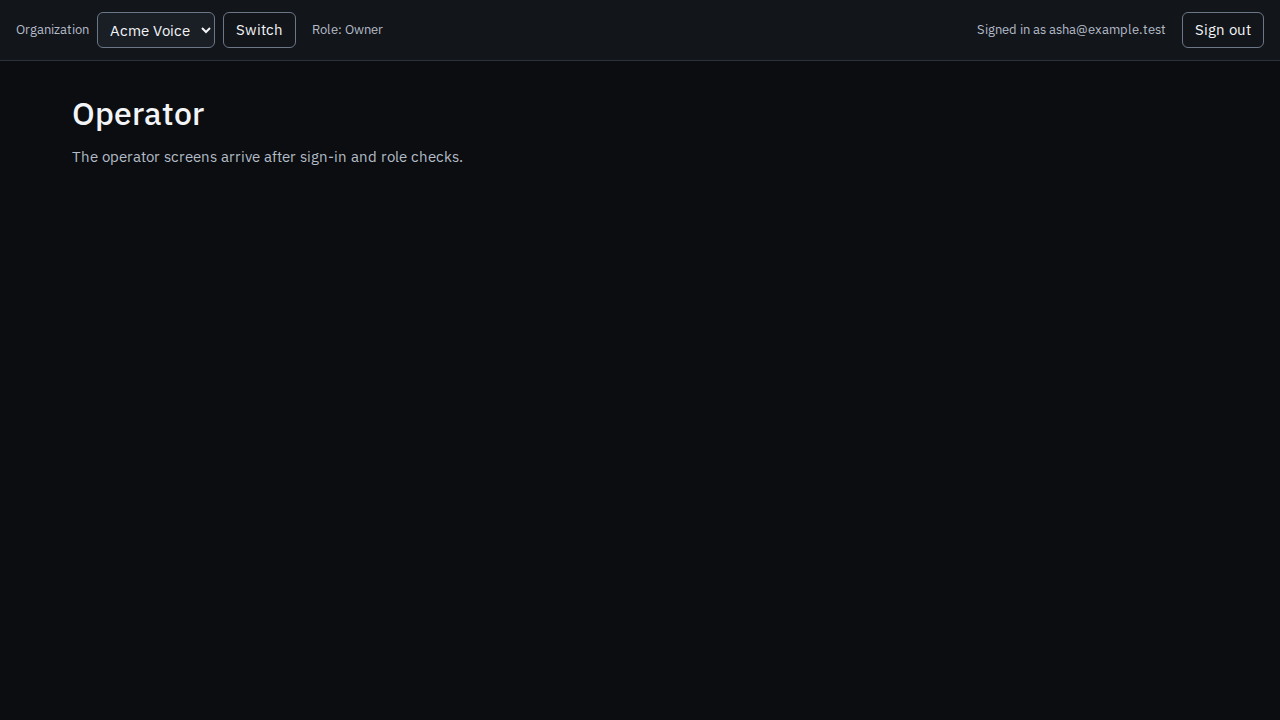 Organization Acme Voice Switch Role: Owner Signed in as asha@example.test Sign out
Operator
The operator screens arrive after sign-in and role checks.